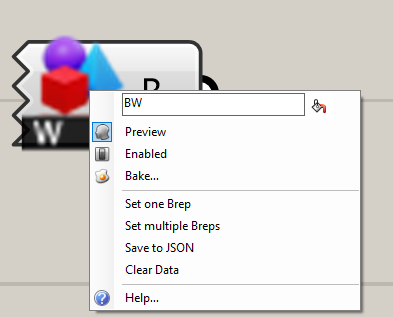 B
W
BW
Preview
Enabled
Bake...
Set one Brep
Set multiple Breps
Save to JSON
Clear Data
Help...